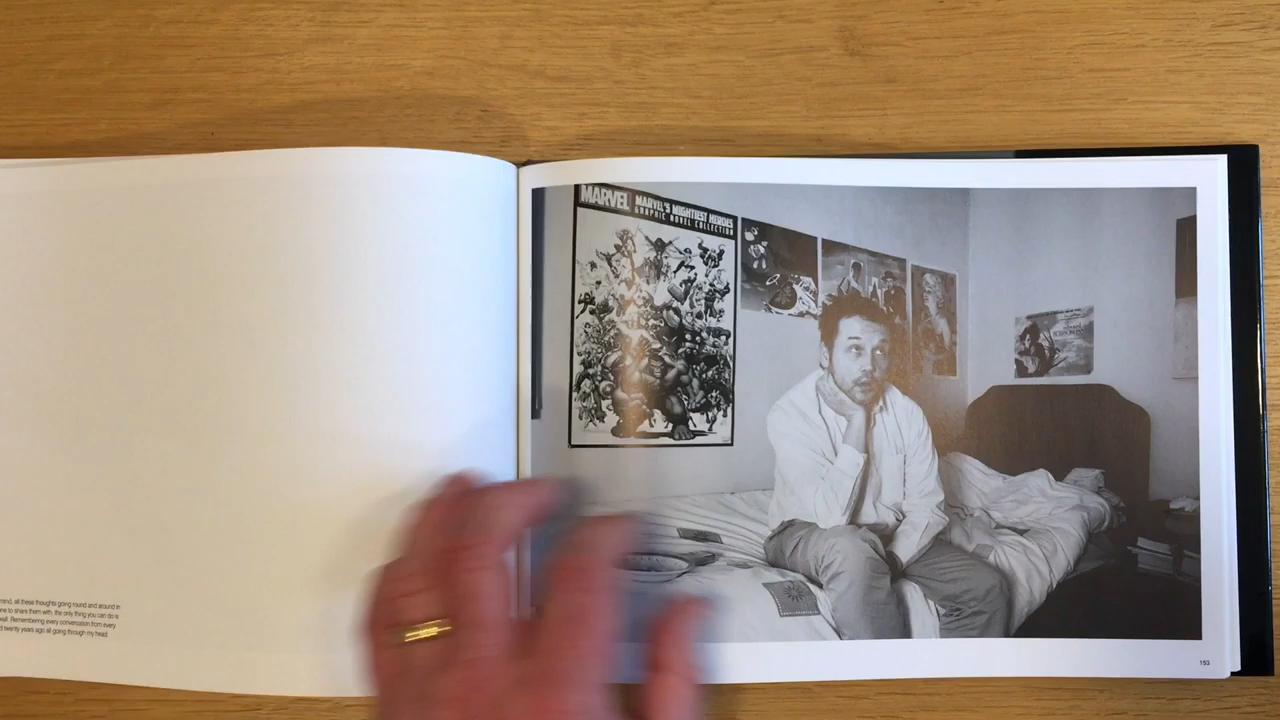 mind, all these thoughts going round and around in
one to share them with, the only thing you can do is
wall. Remembering every conversation from every
d twenty years ago all going through my head.
MARVEL
MARVEL'S MIGHTIEST HEROES
GRAPHIC NOVEL COLLECTION
153